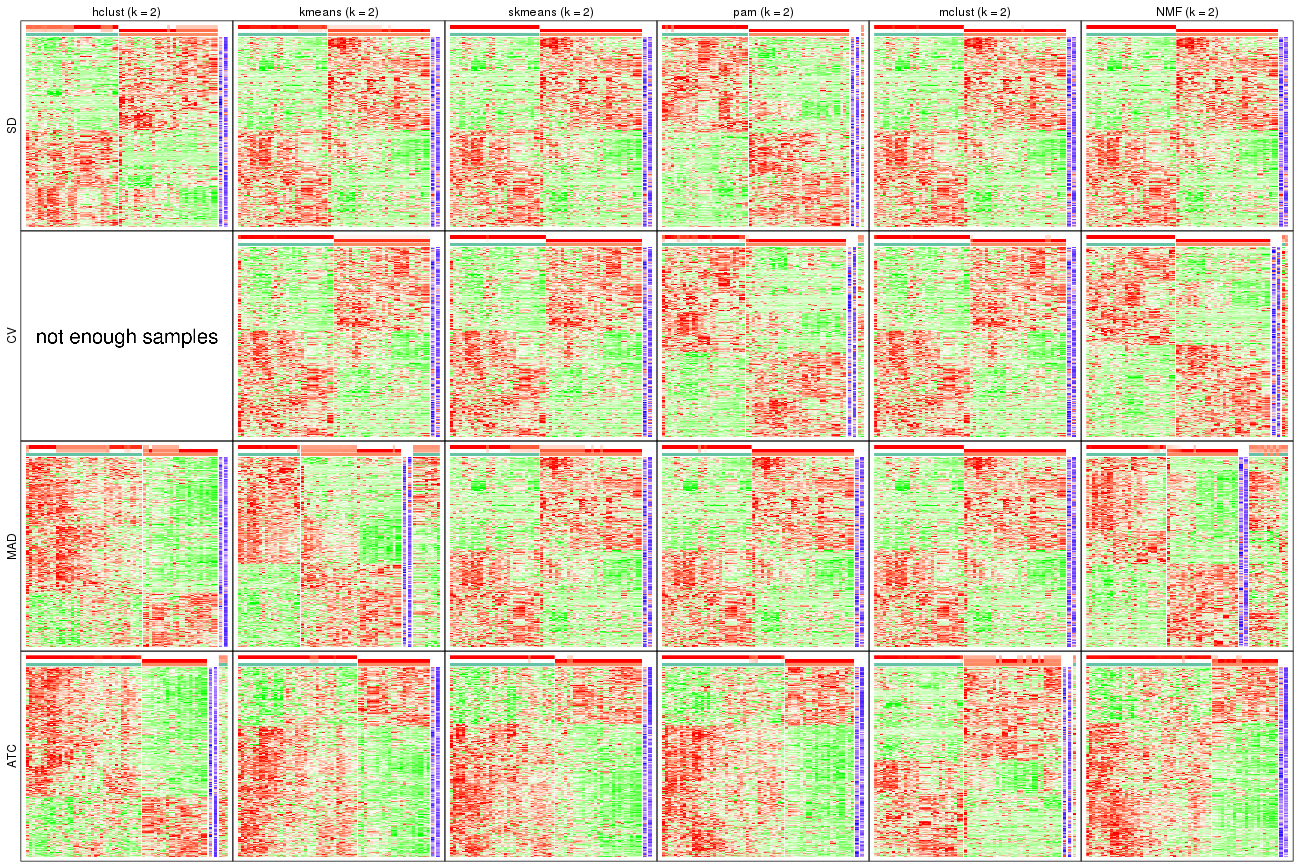 hclust (k = 2) kmeans (k = 2) skmeans (k = 2) pam (k = 2) mclust (k = 2) NMF (k = 2)
SD
CV
not enough samples
MAD
ATC